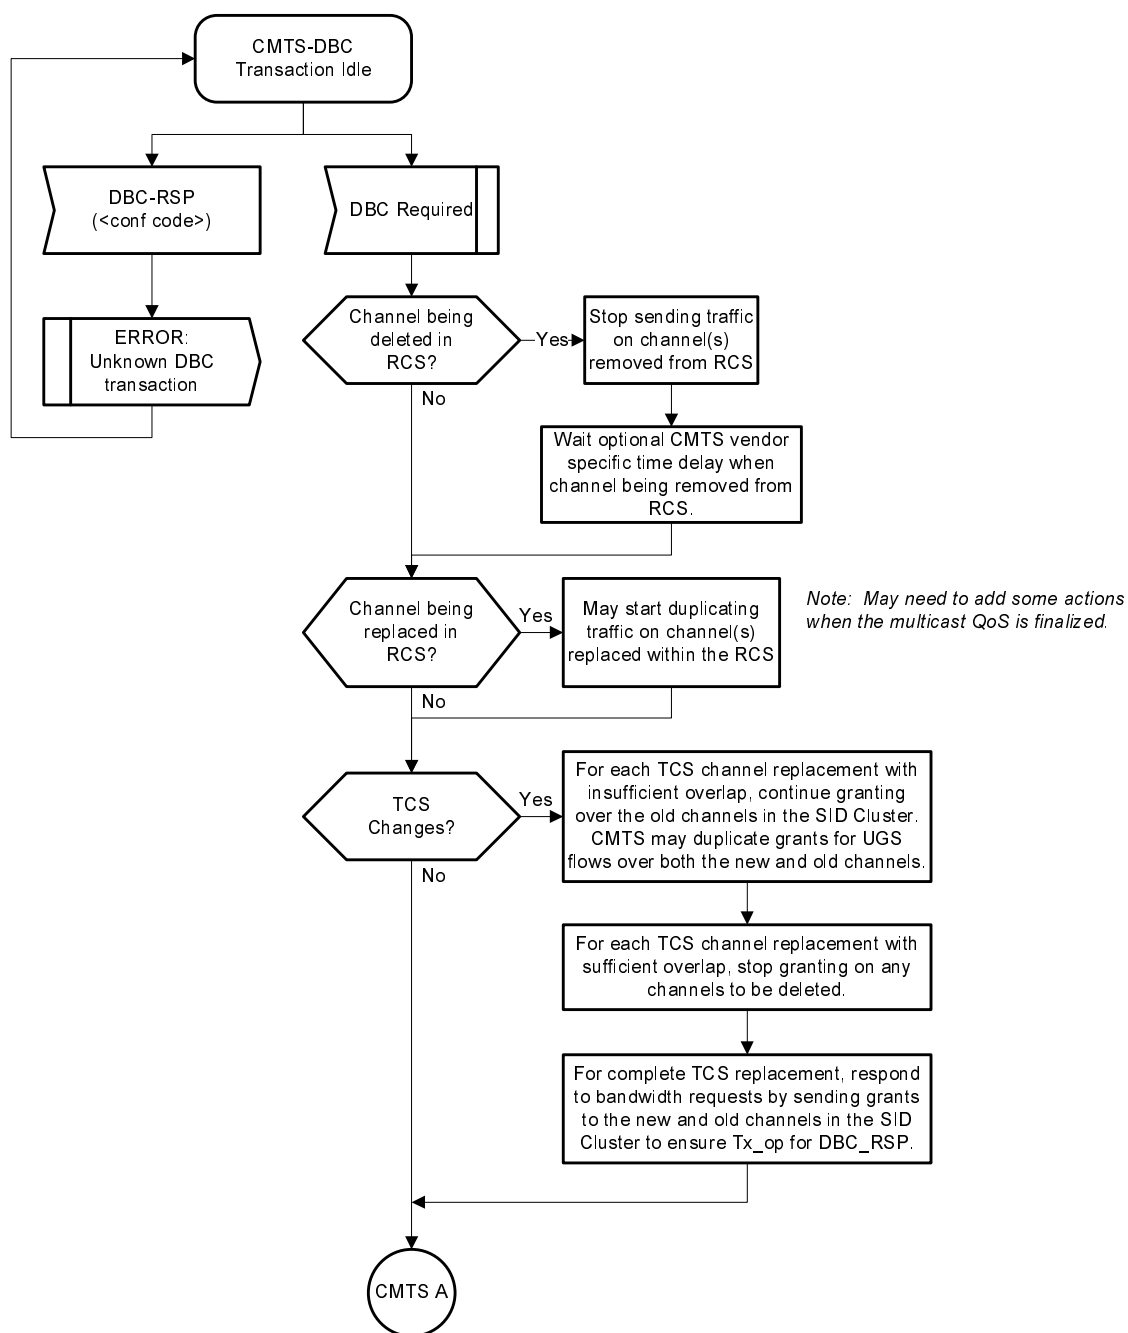 CMTS-DBC
Transaction Idle
DBC-RSP
(<conf code>)
DBC Required
ERROR:
Unknown DBC
transaction
Channel being
deleted in
RCS?
Yes
Stop sending traffic
on channel(s)
removed from RCS
No
Wait optional CMTS vendor
specific time delay when
channel being removed from
RCS.
Channel being
replaced in
RCS?
Yes
May start duplicating
traffic on channel(s)
replaced within the RCS
Note: May need to add some actions
when the multicast QoS is finalized.
No
TCS
Changes?
Yes
For each TCS channel replacement with
insufficient overlap, continue granting
over the old channels in the SID Cluster.
CMTS may duplicate grants for UGS
flows over both the new and old channels.
No
For each TCS channel replacement with
sufficient overlap, stop granting on any
channels to be deleted.
For complete TCS replacement, respond
to bandwidth requests by sending grants
to the new and old channels in the SID
Cluster to ensure Tx_op for DBC_RSP.
CMTS A